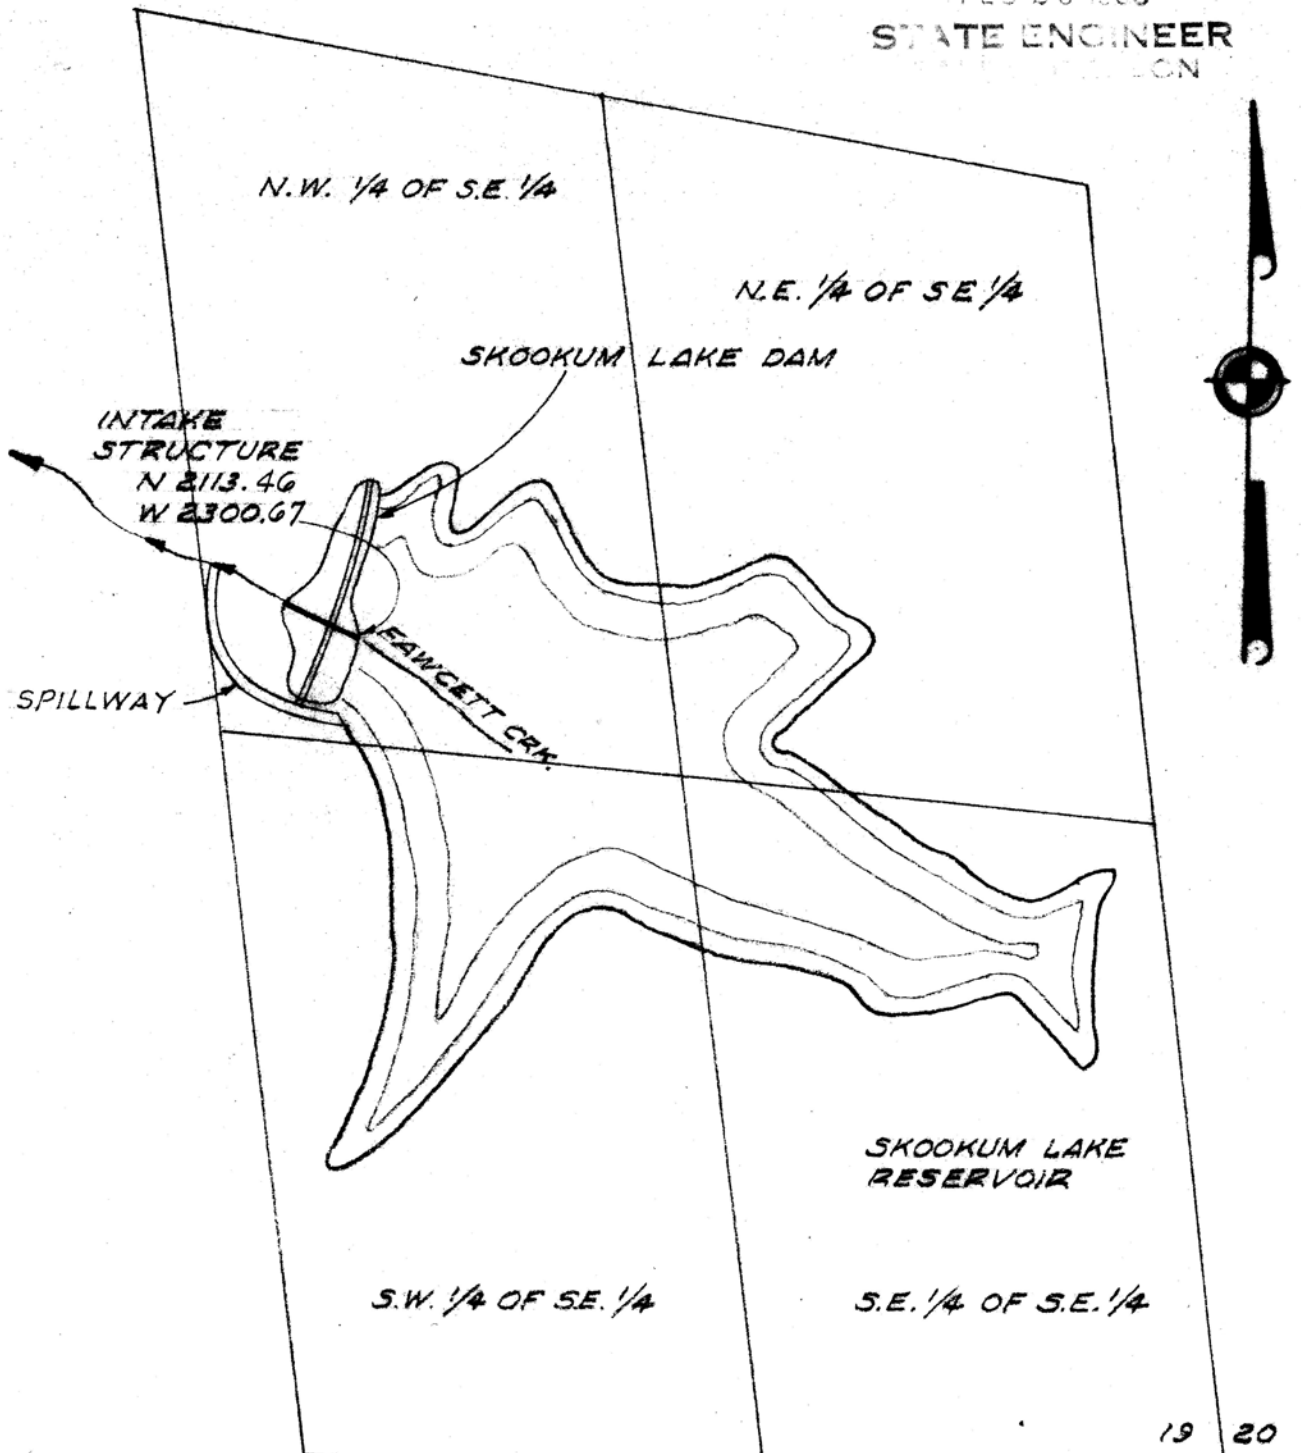 STATE ENGINEER
N.W. 1/4 OF S.E. 1/4
N.E. 1/4 OF SE 1/4
SKOOKUM LAKE DAM
INTAKE
STRUCTURE
N 2113.46
W 2300.67
FAWCETT CRK.
SPILLWAY
SKOOKUM LAKE
RESERVOIR
S.W. 1/4 OF S.E. 1/4
S.E. 1/4 OF S.E. 1/4
19 20